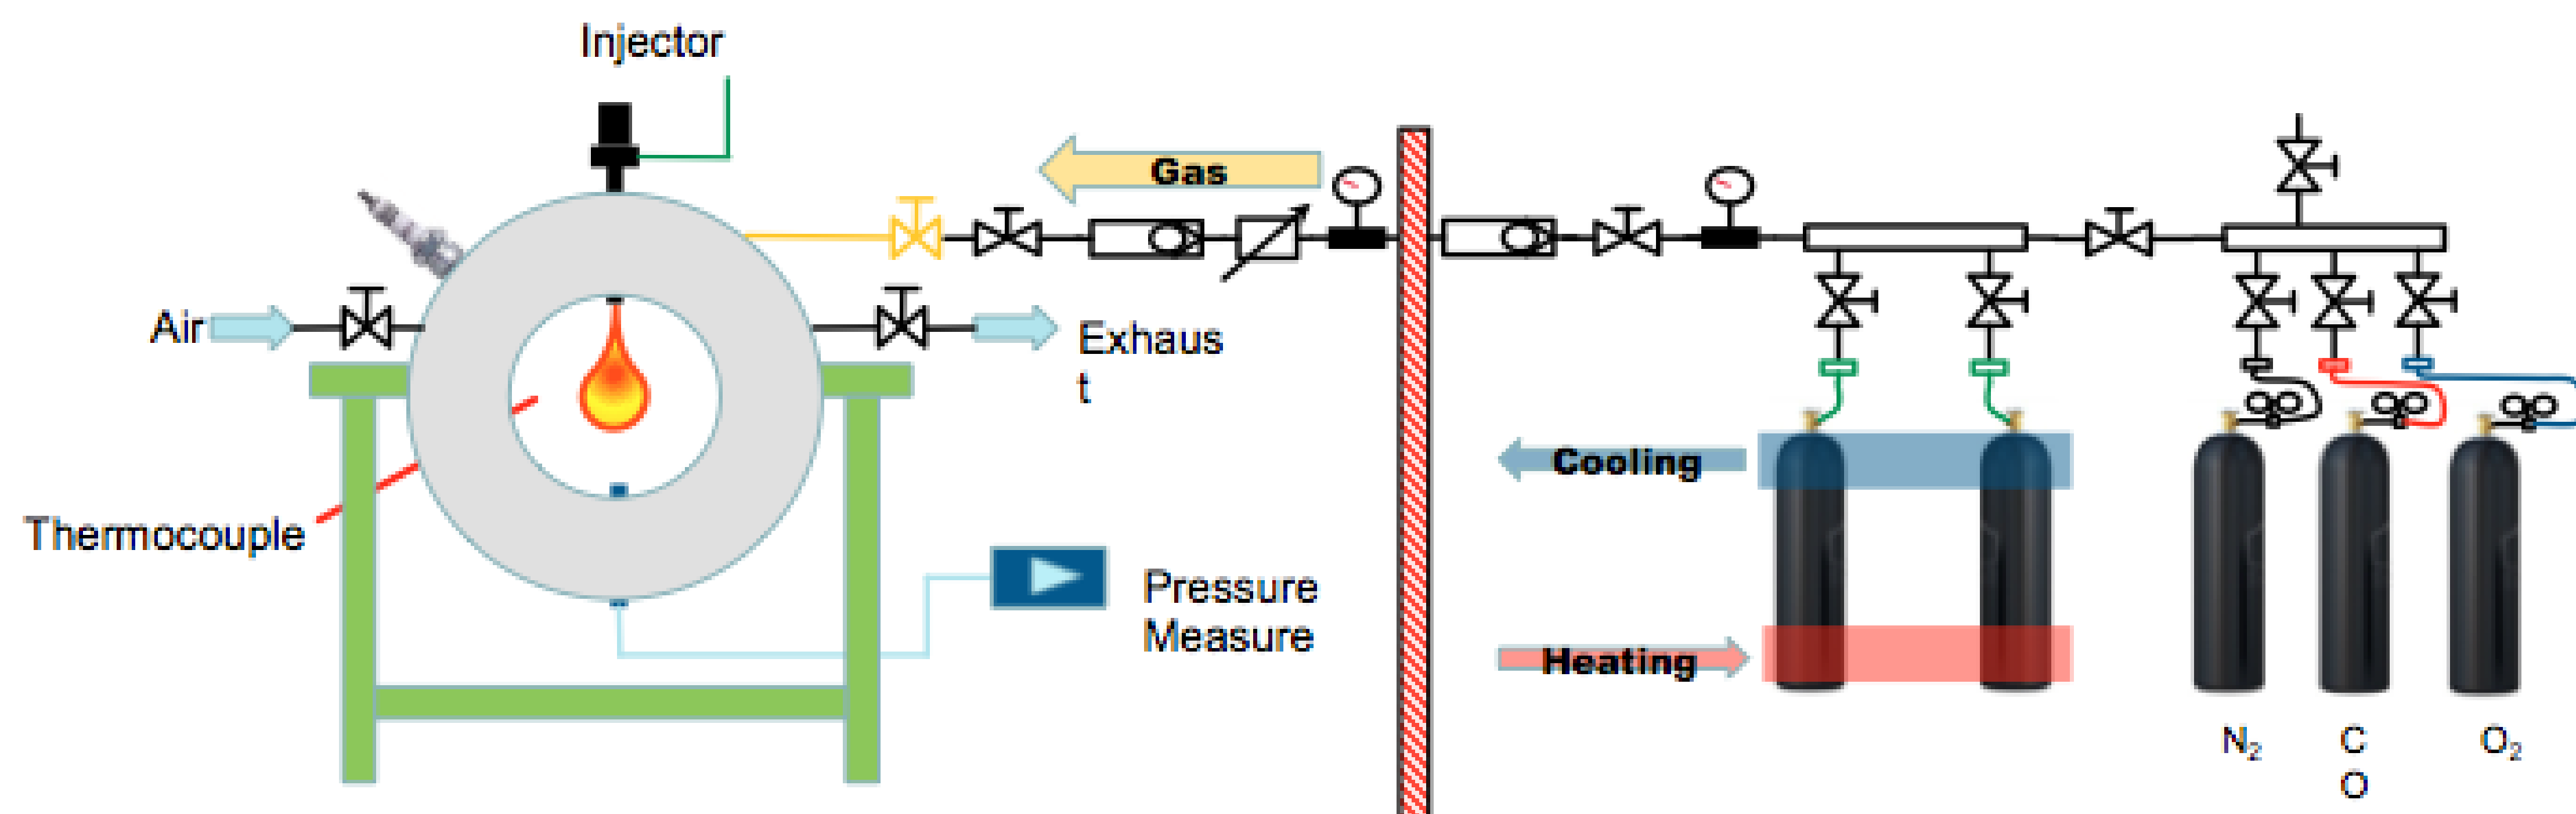 Injector
Gas
Air
Exhaus
t
Cooling
Thermocouple
Pressure
Measure
Heating
N₂
C
O
O₂